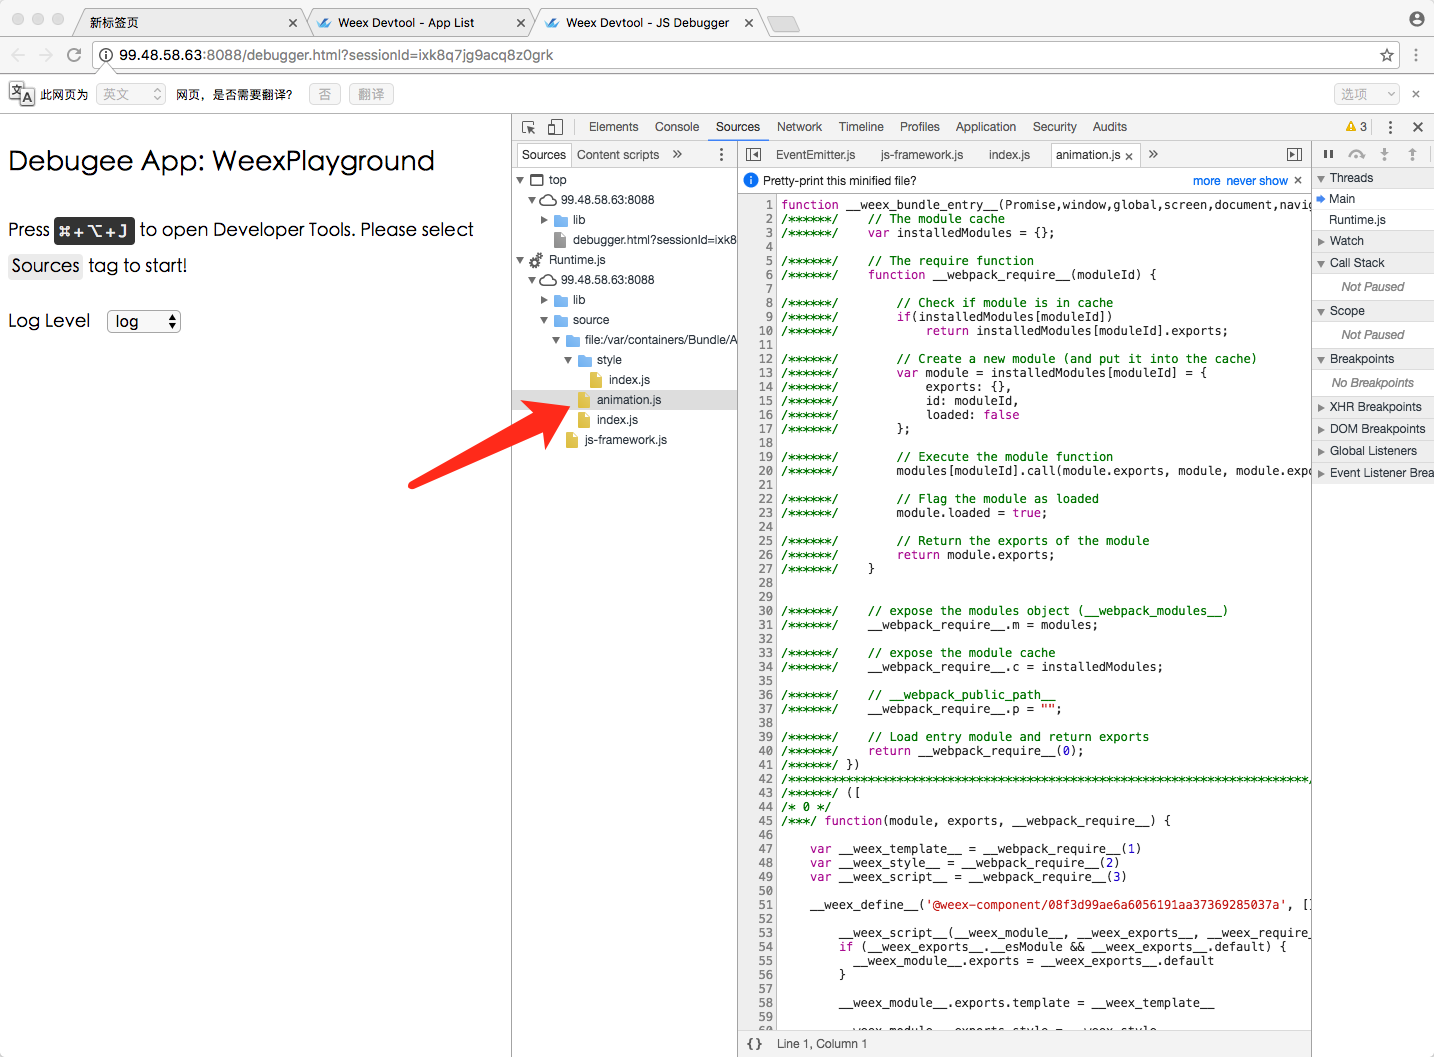 新标签页
Weex Devtool - App List
Weex Devtool - JS Debugger
99.48.58.63:8088/debugger.html?sessionId=ixk8q7jg9acq8z0grk
此网页为 英文 网页，是否需要翻译? 否 翻译 选项
Debugee App: WeexPlayground
Press ⌘+⌥+J to open Developer Tools. Please select
Sources tag to start!
Log Level log
Elements Console Sources Network Timeline Profiles Application Security Audits 3
Sources Content scripts »
top
99.48.58.63:8088
lib
debugger.html?sessionId=ixk8
Runtime.js
99.48.58.63:8088
lib
source
file:/var/containers/Bundle/A
style
index.js
animation.js
index.js
js-framework.js
EventEmitter.js js-framework.js index.js animation.js »
Pretty-print this minified file? more never show
1 function __weex_bundle_entry__(Promise,window,global,screen,document,navig
2 /******/ // The module cache
3 /******/ var installedModules = {};
4
5 /******/ // The require function
6 /******/ function __webpack_require__(moduleId) {
7
8 /******/ // Check if module is in cache
9 /******/ if(installedModules[moduleId])
10 /******/ return installedModules[moduleId].exports;
11
12 /******/ // Create a new module (and put it into the cache)
13 /******/ var module = installedModules[moduleId] = {
14 /******/ exports: {},
15 /******/ id: moduleId,
16 /******/ loaded: false
17 /******/ };
18
19 /******/ // Execute the module function
20 /******/ modules[moduleId].call(module.exports, module, module.expo
21
22 /******/ // Flag the module as loaded
23 /******/ module.loaded = true;
24
25 /******/ // Return the exports of the module
26 /******/ return module.exports;
27 /******/ }
28
29
30 /******/ // expose the modules object (__webpack_modules__)
31 /******/ __webpack_require__.m = modules;
32
33 /******/ // expose the module cache
34 /******/ __webpack_require__.c = installedModules;
35
36 /******/ // __webpack_public_path__
37 /******/ __webpack_require__.p = "";
38
39 /******/ // Load entry module and return exports
40 /******/ return __webpack_require__(0);
41 /******/ })
42 /************************************************************************/
43 /******/ ([
44 /* 0 */
45 /***/ function(module, exports, __webpack_require__) {
46
47 var __weex_template__ = __webpack_require__(1)
48 var __weex_style__ = __webpack_require__(2)
49 var __weex_script__ = __webpack_require__(3)
50
51 __weex_define__('@weex-component/08f3d99ae6a6056191aa37369285037a', []
52
53 __weex_script__(__weex_module__, __weex_exports__, __weex_require_
54 if (__weex_exports__.__esModule && __weex_exports__.default) {
55 __weex_module__.exports = __weex_exports__.default
56 }
57
58 __weex_module__.exports.template = __weex_template__
59
{} Line 1, Column 1
Threads
Main
Runtime.js
Watch
Call Stack
Not Paused
Scope
Not Paused
Breakpoints
No Breakpoints
XHR Breakpoints
DOM Breakpoints
Global Listeners
Event Listener Brea